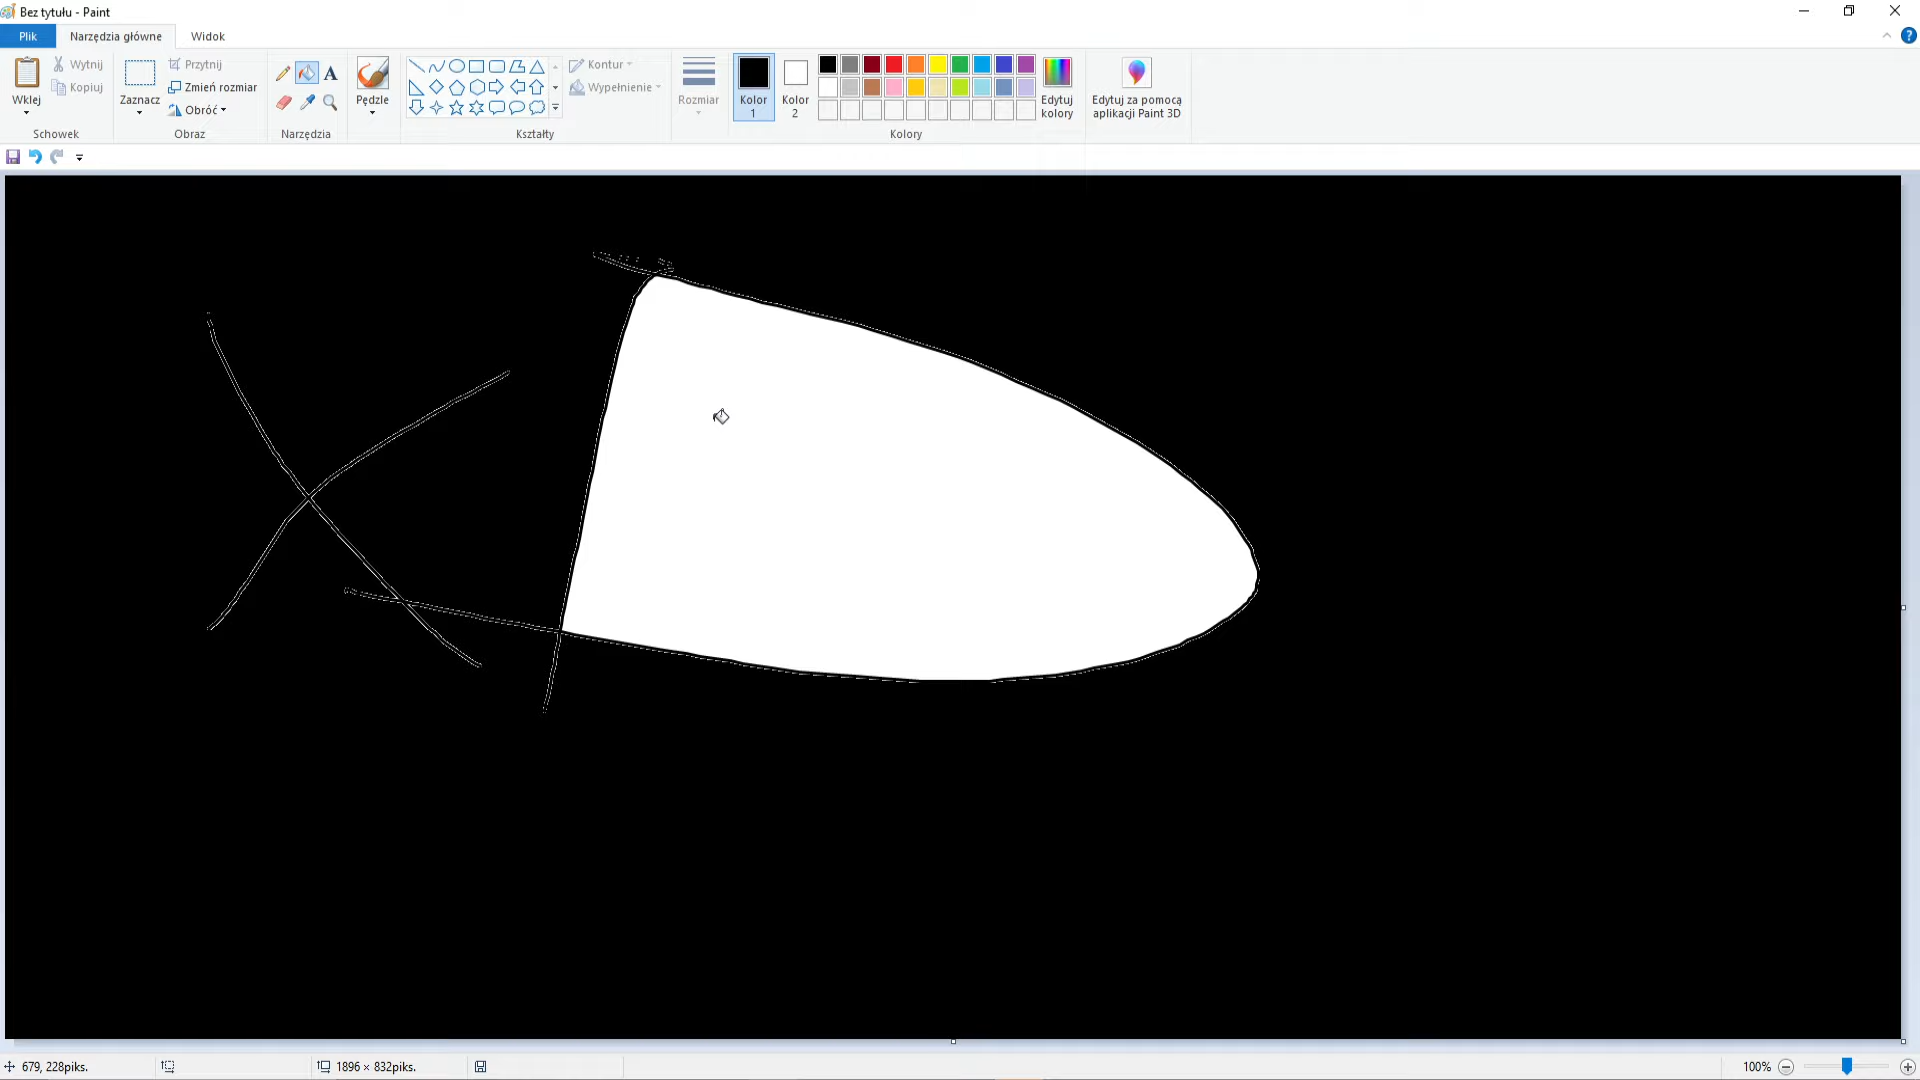 Bez tytułu - Paint
Plik Narzędzia główne Widok
Wklej
Wytnij
Kopiuj
Schowek
Zaznacz
Przytnij
Zmień rozmiar
Obróć
Obraz
A
Narzędzia
Pędzle
Kształty
Kontur
Wypełnienie
Rozmiar
Kolor
1
Kolor
2
Edytuj
kolory
Kolory
Edytuj za pomocą
aplikacji Paint 3D
?
679, 228piks.
1896 × 832piks.
100%